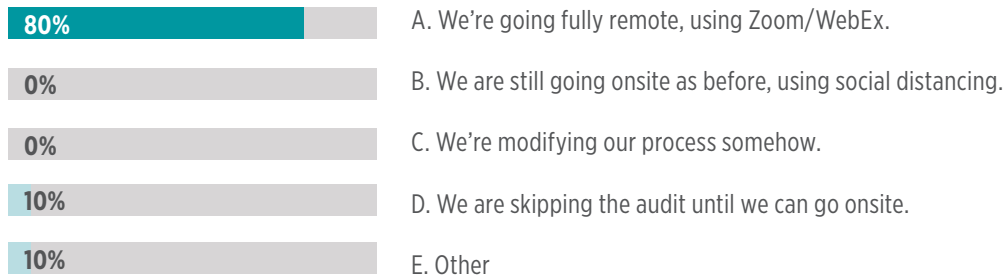 80% A. We’re going fully remote, using Zoom/WebEx.
0% B. We are still going onsite as before, using social distancing.
0% C. We’re modifying our process somehow.
10% D. We are skipping the audit until we can go onsite.
10% E. Other